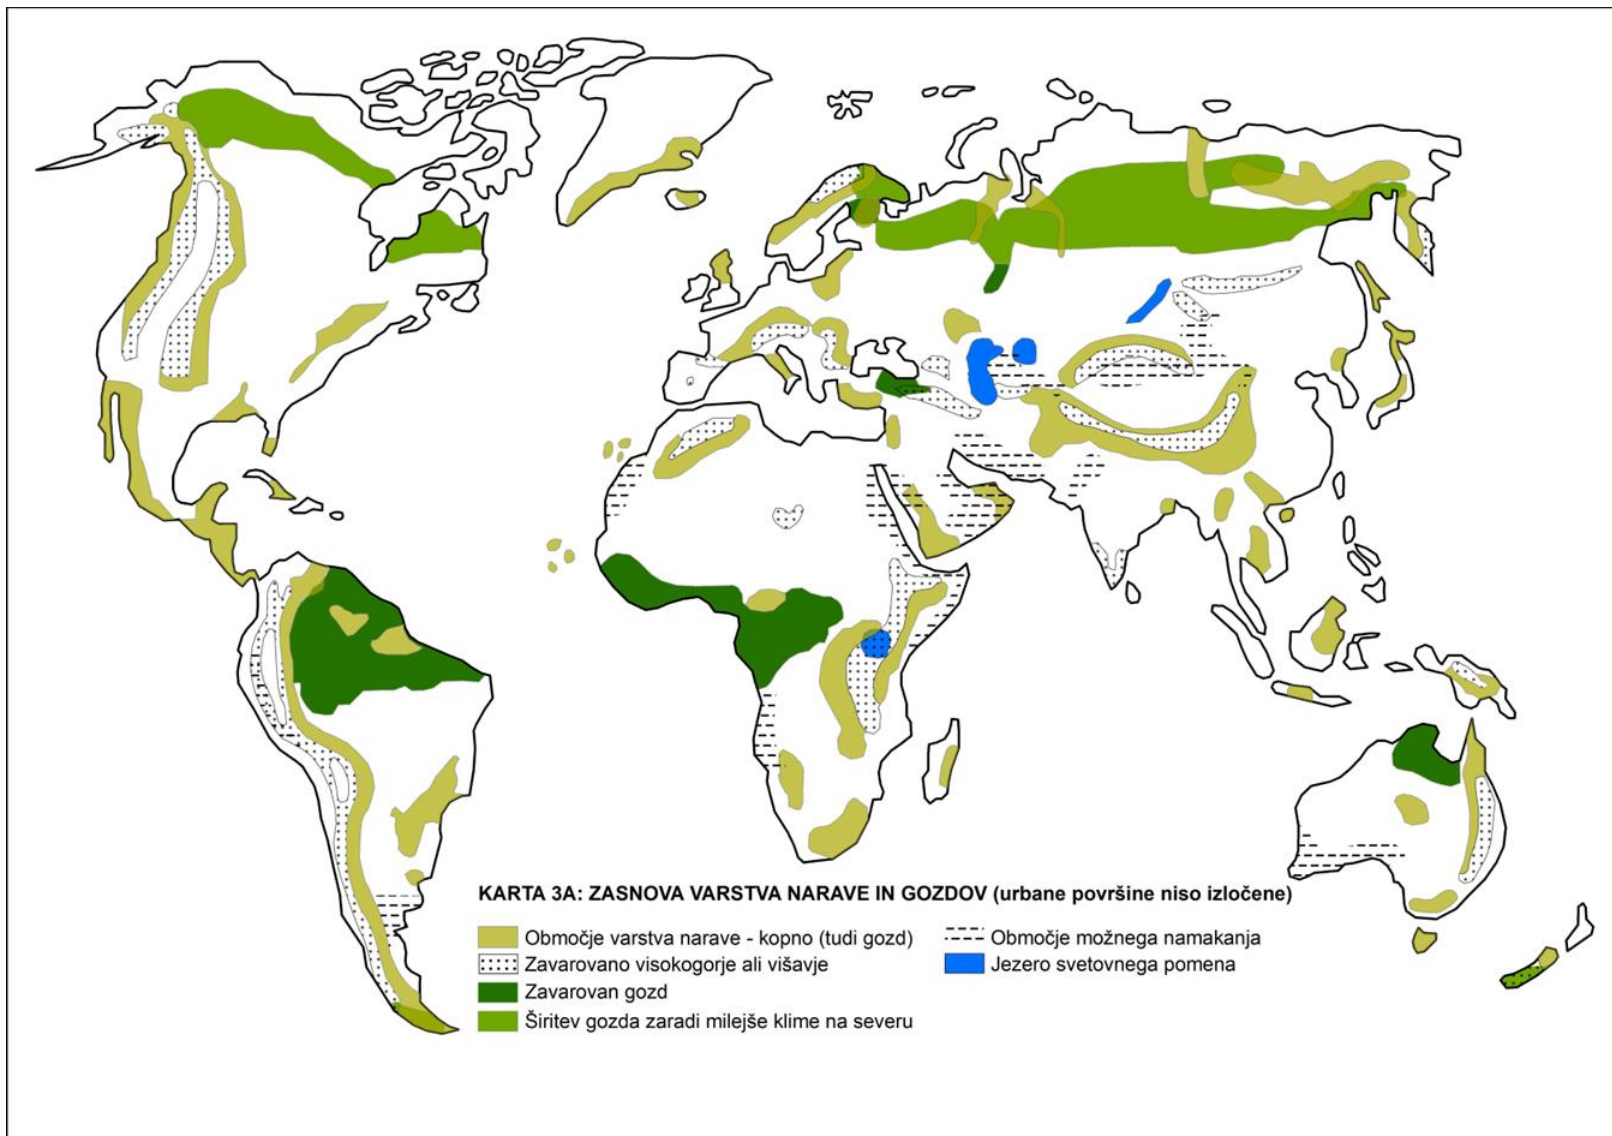 KARTA 3A: ZASNOVA VARSTVA NARAVE IN GOZDOV (urbane površine niso izločene)
Območje varstva narave - kopno (tudi gozd)
Zavarovano visokogorje ali višavje
Zavarovan gozd
Širitev gozda zaradi milejše klime na severu
Območje možnega namakanja
Jezero svetovnega pomena